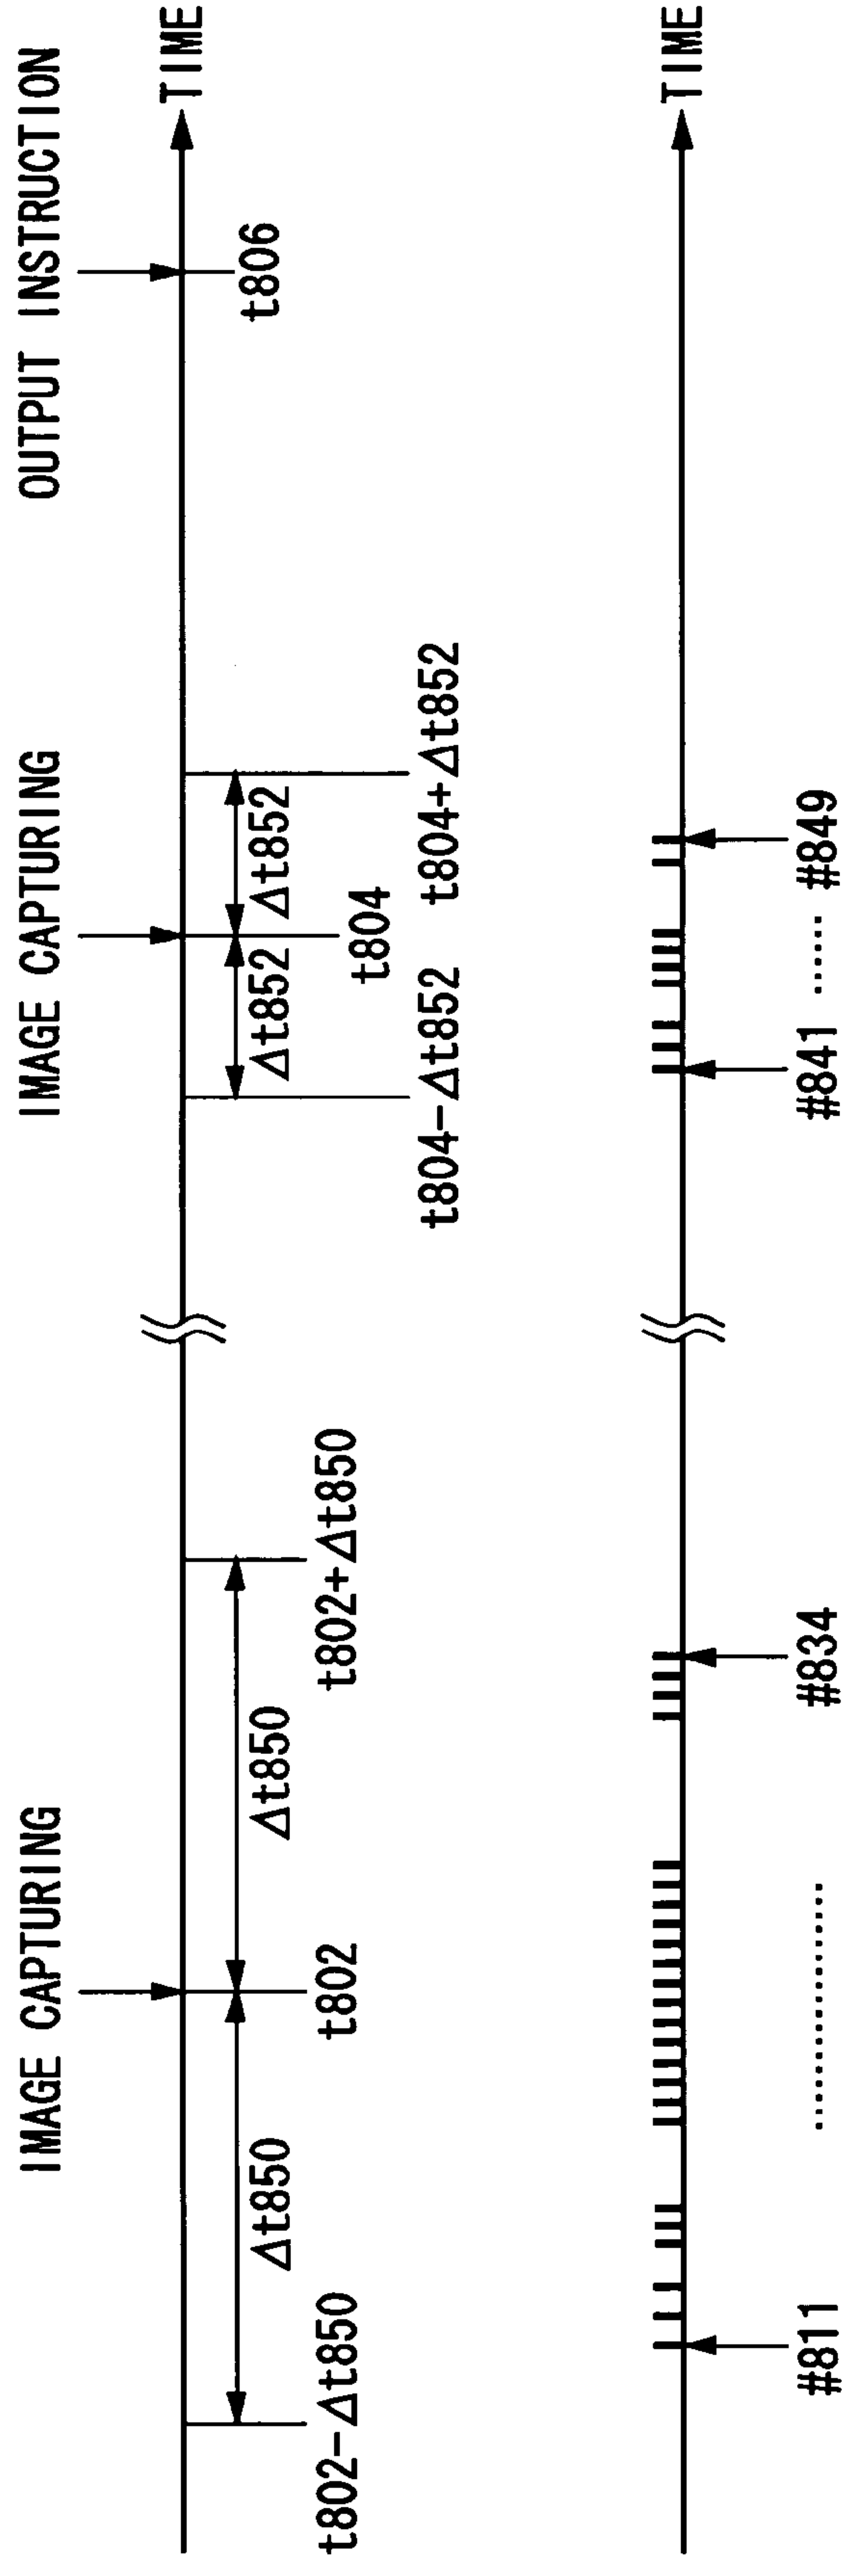 IMAGE CAPTURING
IMAGE CAPTURING
OUTPUT INSTRUCTION
TIME
Δt850
Δt850
Δt852
Δt852
t806
t802-Δt850
t802
t802+Δt850
t804
t804-Δt852
t804+Δt852
TIME
#811
............
#834
#841
......
#849